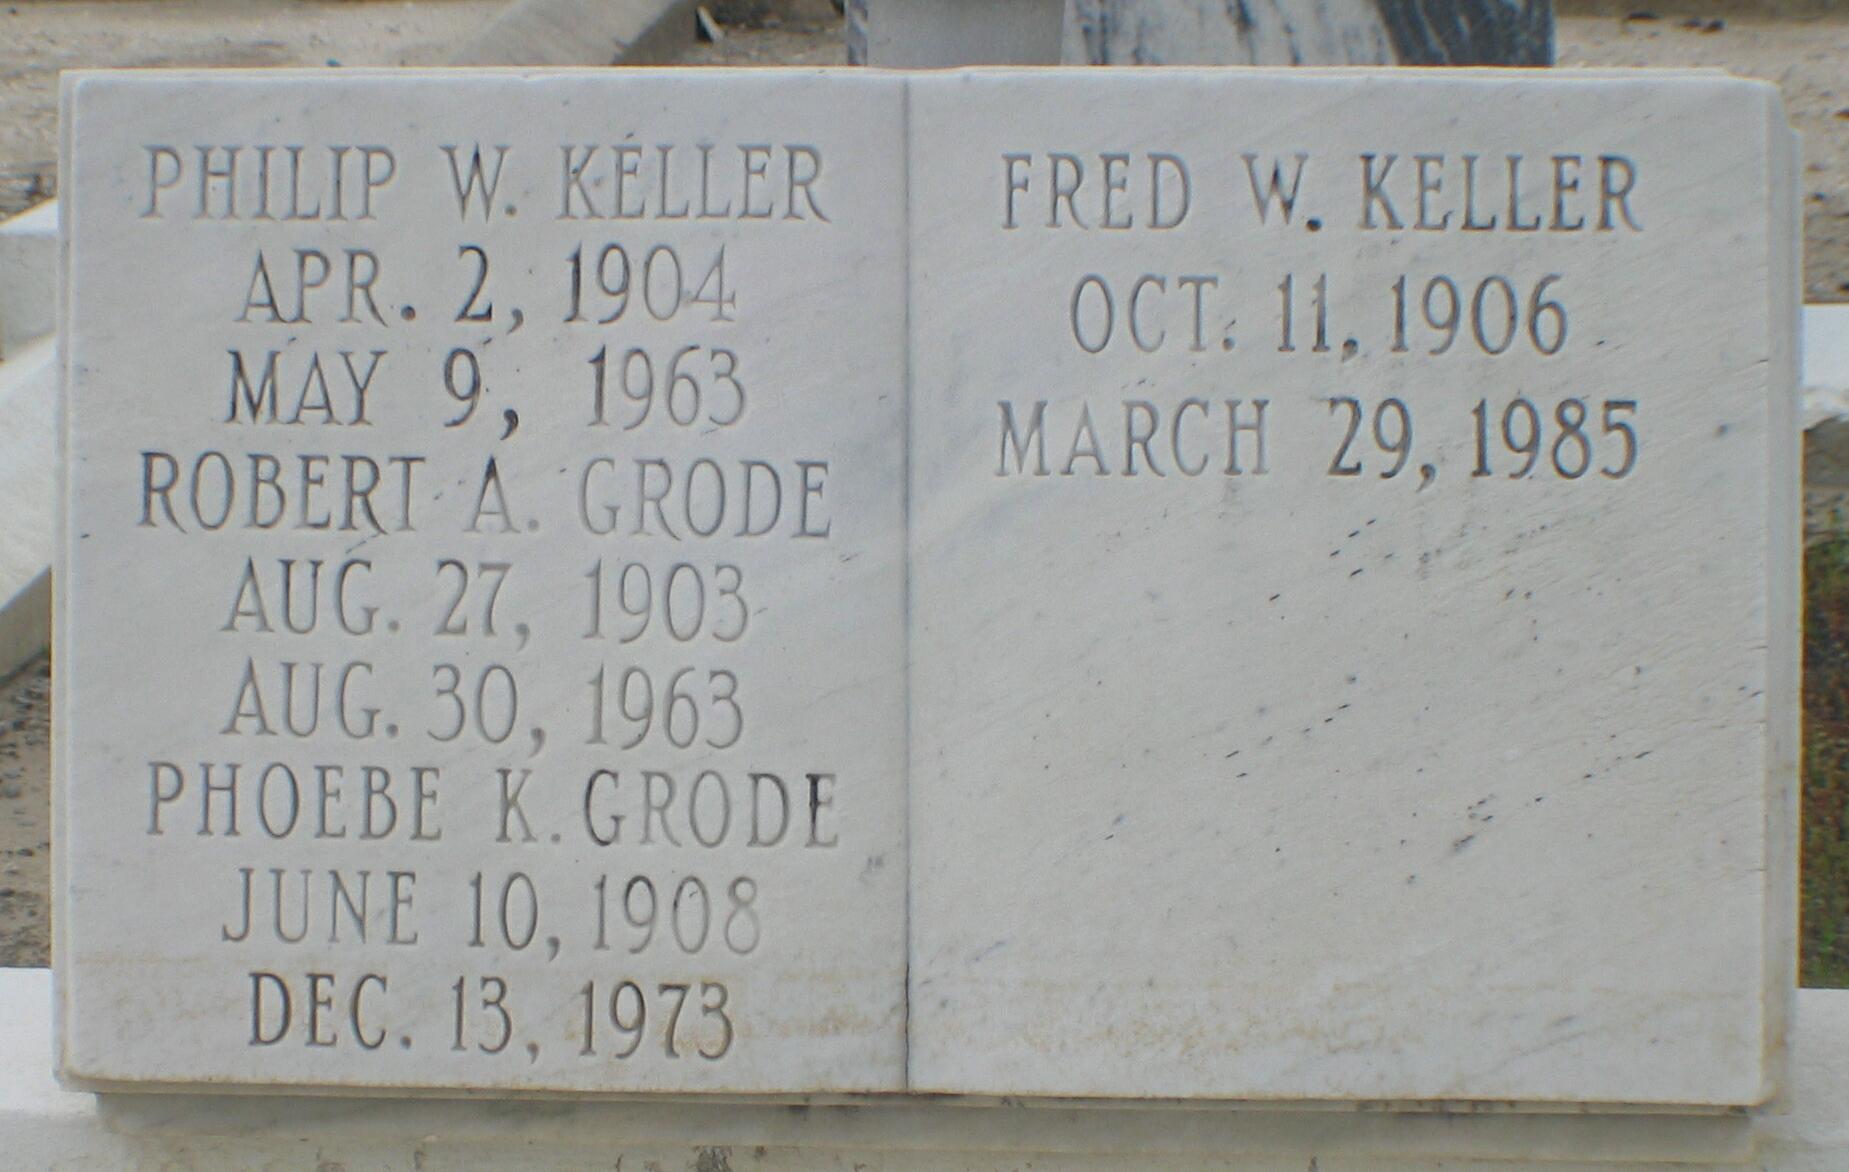 PHILIP W. KELLER
APR. 2, 1904
MAY 9, 1963
ROBERT A. GRODE
AUG. 27, 1903
AUG. 30, 1963
PHOEBE K. GRODE
JUNE 10, 1908
DEC. 13, 1973
FRED W. KELLER
OCT. 11, 1906
MARCH 29, 1985